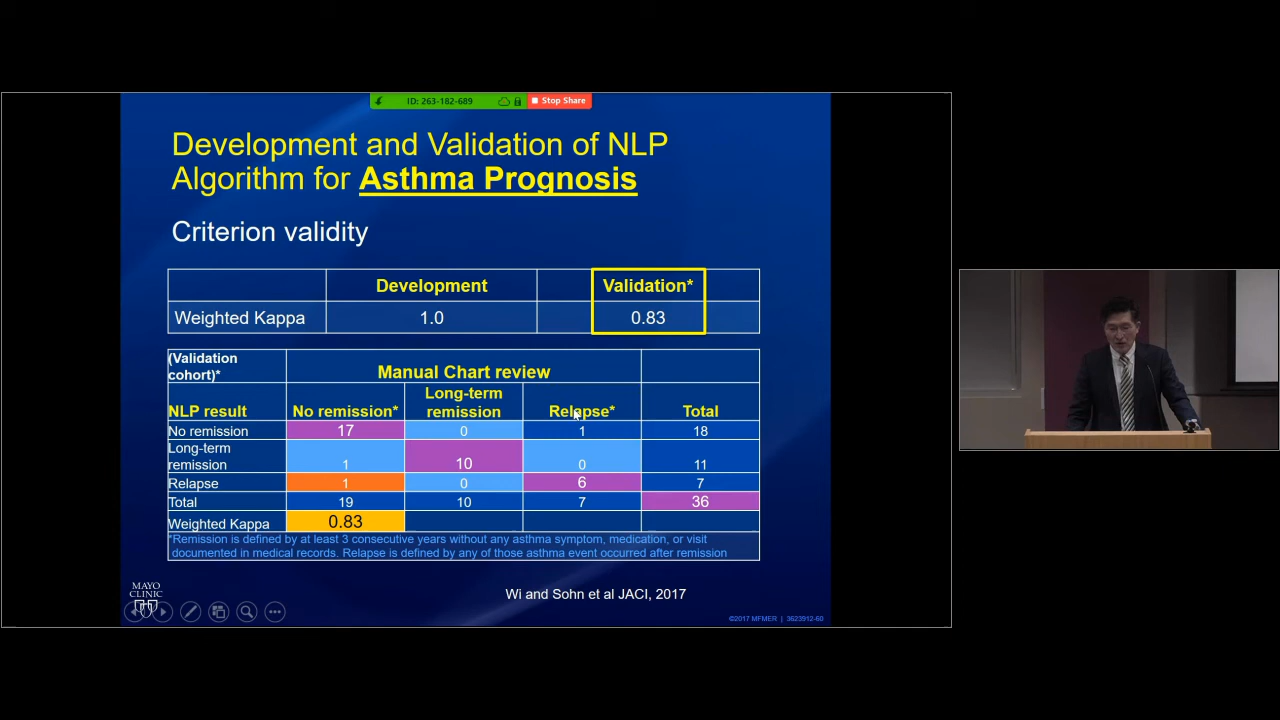 ID: 263-182-689
Stop Share
Development and Validation of NLP
Algorithm for Asthma Prognosis
Criterion validity
Development Validation*
Weighted Kappa 1.0 0.83
(Validation
cohort)*
Manual Chart review
NLP result No remission* Long-term
remission Relapse* Total
No remission 17 0 1 18
Long-term
remission 1 10 0 11
Relapse 1 0 6 7
Total 19 10 7 36
Weighted Kappa 0.83
*Remission is defined by at least 3 consecutive years without any asthma symptom, medication, or visit
documented in medical records. Relapse is defined by any of those asthma event occurred after remission
Wi and Sohn et al JACI, 2017
MAYO
CLINIC
©2017 MFMER | 3623912-60